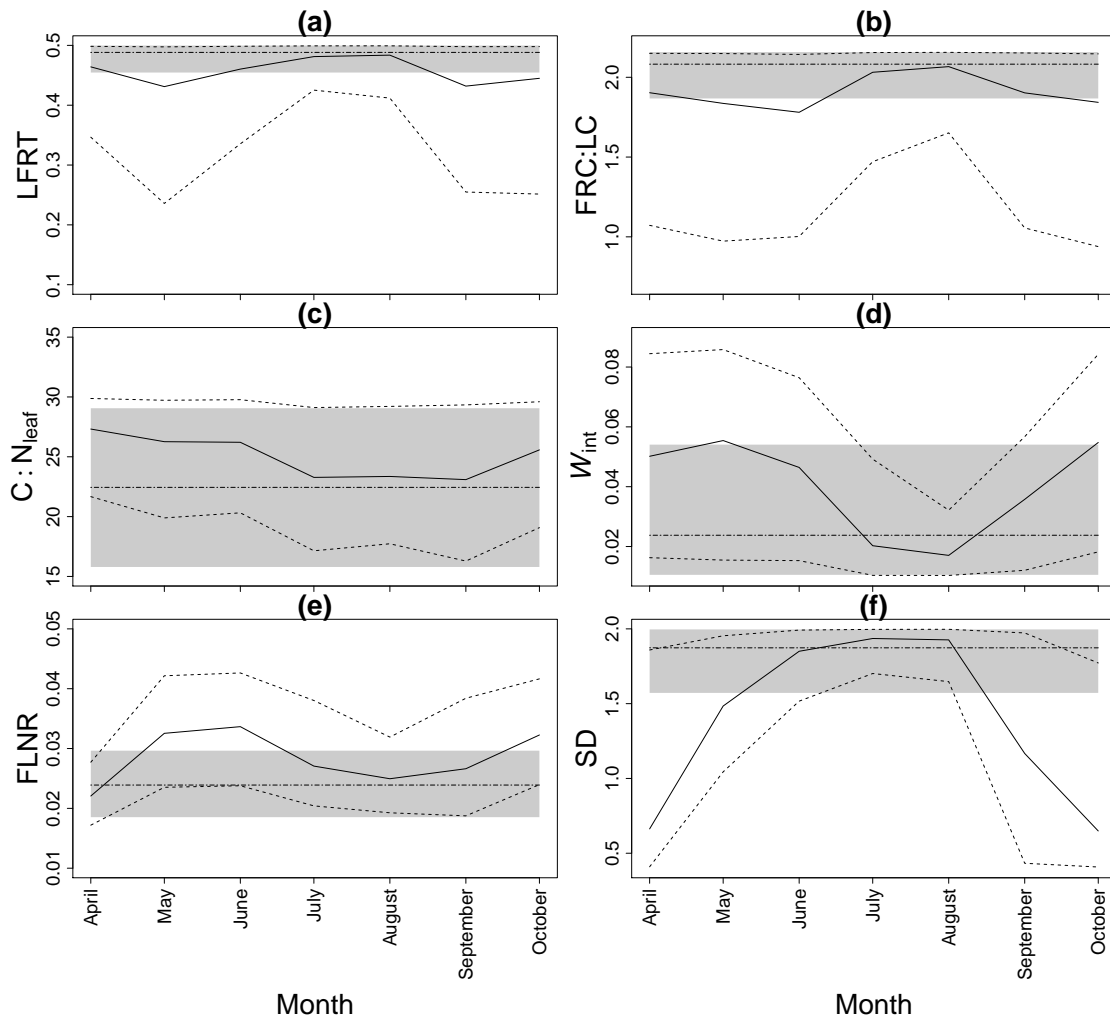 (a)
LFRT
0.1 0.2 0.3 0.4 0.5
(b)
FRC:LC
1.0 1.5 2.0
(c)
C : Nleaf
15 20 25 30 35
(d)
Wint
0.02 0.04 0.06 0.08
(e)
FLNR
0.01 0.02 0.03 0.04 0.05
April
May
June
July
August
September
October
Month
(f)
SD
0.5 1.0 1.5 2.0
April
May
June
July
August
September
October
Month